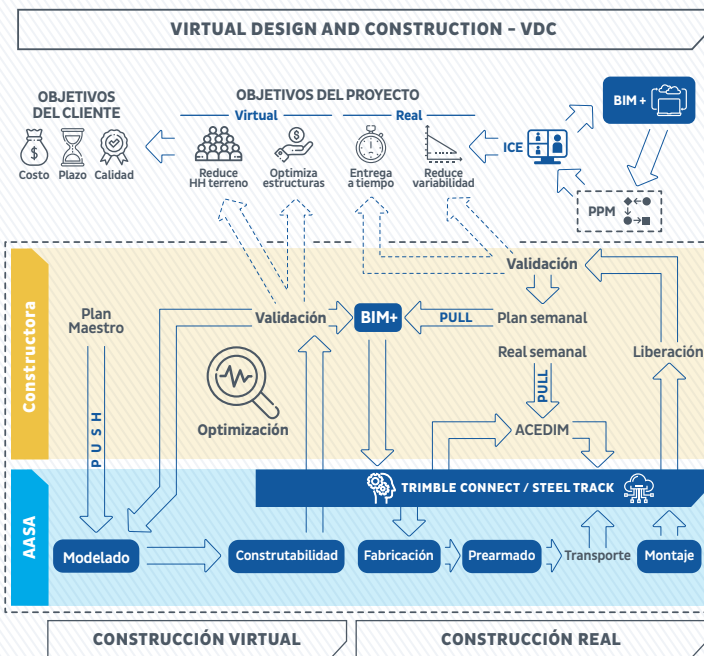 VIRTUAL DESIGN AND CONSTRUCTION – VDC
OBJETIVOS
DEL CLIENTE
Costo
Plazo
Calidad
OBJETIVOS DEL PROYECTO
Virtual
Real
Reduce
HH terreno
Optimiza
estructuras
Entrega
a tiempo
Reduce
variabilidad
ICE
BIM +
PPM
Constructora
Plan
Maestro
PUSH
Validación
BIM+
PULL
Validación
Plan semanal
Real semanal
PULL
Liberación
Optimización
ACEDIM
TRIMBLE CONNECT / STEEL TRACK
AASA
Modelado
Construtabilidad
Fabricación
Prearmado
Transporte
Montaje
CONSTRUCCIÓN VIRTUAL
CONSTRUCCIÓN REAL